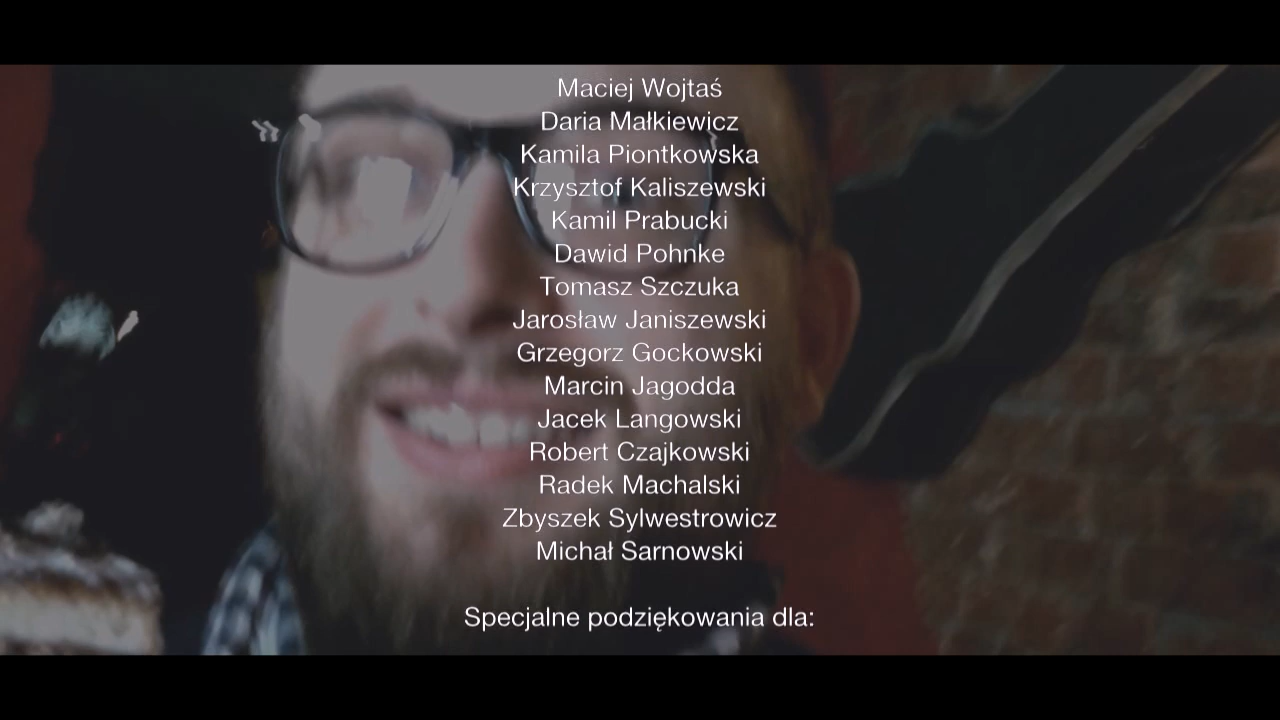 Maciej Wojtaś
Daria Małkiewicz
Kamila Piontkowska
Krzysztof Kaliszewski
Kamil Prabucki
Dawid Pohnke
Tomasz Szczuka
Jarosław Janiszewski
Grzegorz Gockowski
Marcin Jagodda
Jacek Langowski
Robert Czajkowski
Radek Machalski
Zbyszek Sylwestrowicz
Michał Sarnowski
Specjalne podziękowania dla: